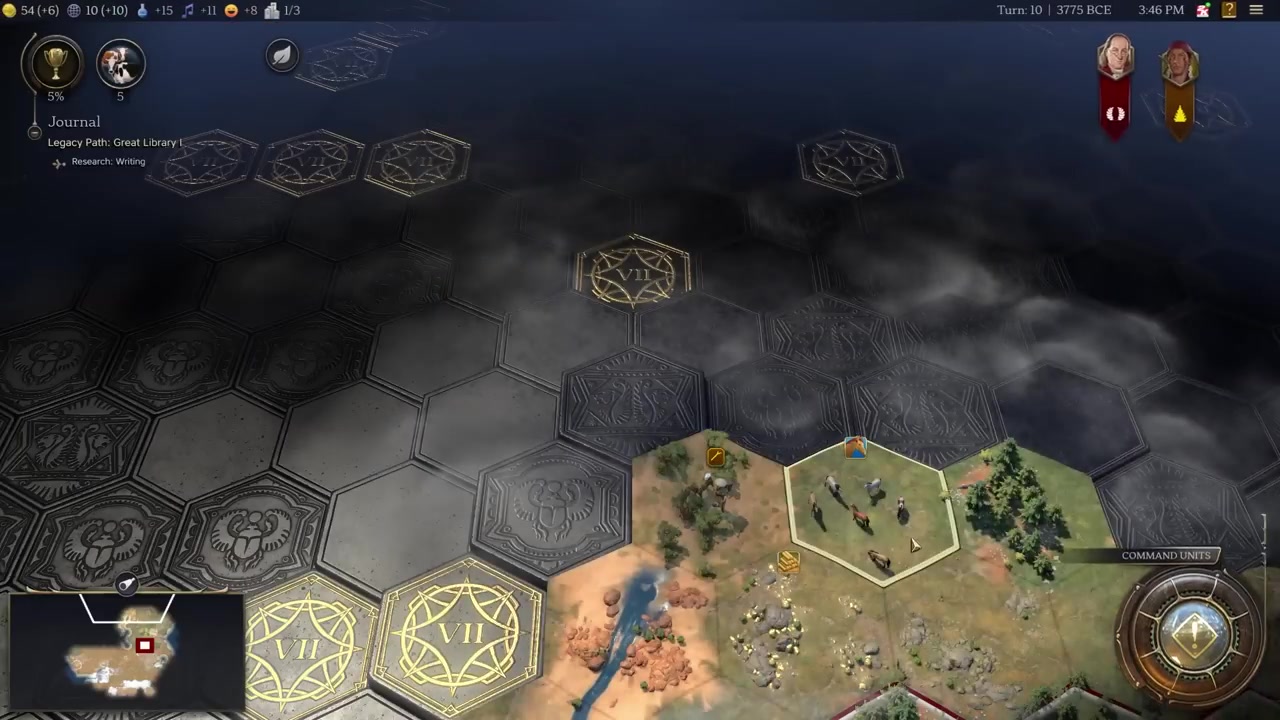 54 (+6) 10 (+10) +15 +11 +8 1/3
Turn: 10 | 3775 BCE 3:46 PM ?
5% 5
Journal
Legacy Path: Great Library I
Research: Writing
VII VII VII VII
VII
COMMAND UNITS
VII VII